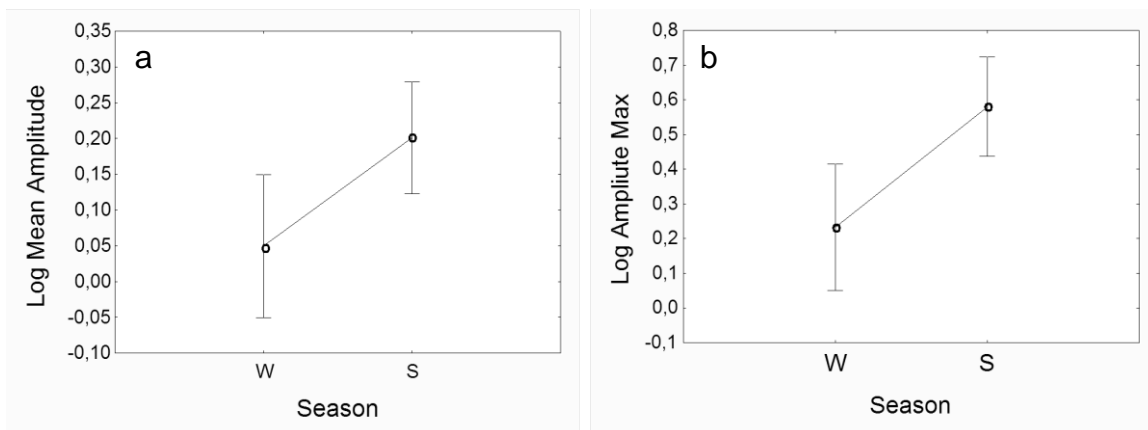 a
Log Mean Amplitude
0,35
0,30
0,25
0,20
0,15
0,10
0,05
0,00
-0,05
-0,10
W S
Season
b
Log Ampliute Max
0,8
0,7
0,6
0,5
0,4
0,3
0,2
0,1
0,0
-0,1
W S
Season